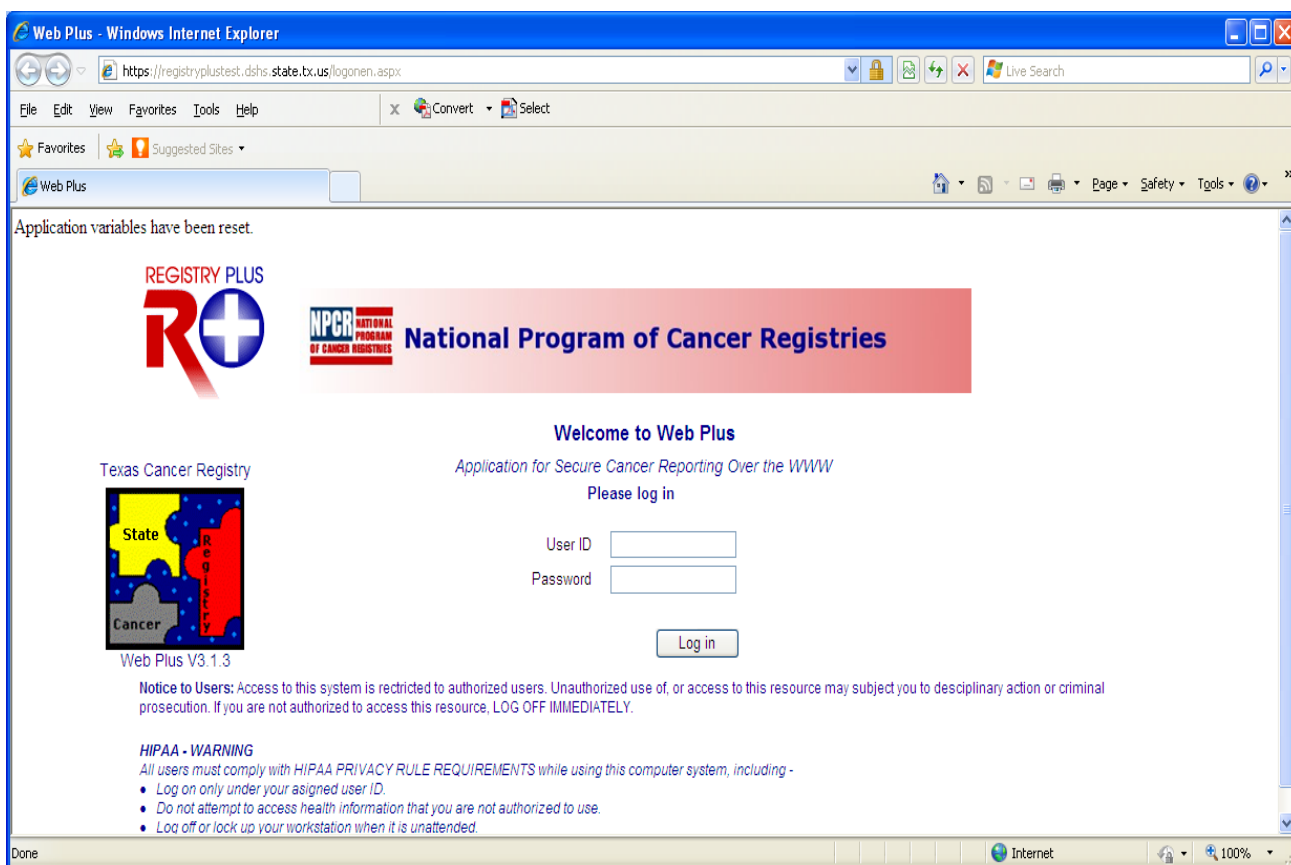 Web Plus - Windows Internet Explorer
https://registryplustest.dshs.state.tx.us/logonen.aspx
Live Search
File Edit View Favorites Tools Help
x Convert Select
Favorites Suggested Sites
Web Plus
Page Safety Tools
Application variables have been reset.
REGISTRY PLUS
R
NPCR NATIONAL PROGRAM OF CANCER REGISTRIES
National Program of Cancer Registries
Welcome to Web Plus
Application for Secure Cancer Reporting Over the WWW
Please log in
Texas Cancer Registry
State
Registry
Cancer
Web Plus V3.1.3
User ID
Password
Log in
Notice to Users: Access to this system is rectricted to authorized users. Unauthorized use of, or access to this resource may subject you to desciplinary action or criminal
prosecution. If you are not authorized to access this resource, LOG OFF IMMEDIATELY.
HIPAA - WARNING
All users must comply with HIPAA PRIVACY RULE REQUIREMENTS while using this computer system, including -
• Log on only under your asigned user ID.
• Do not attempt to access health information that you are not authorized to use.
• Log off or lock up your workstation when it is unattended.
Done
Internet
100%